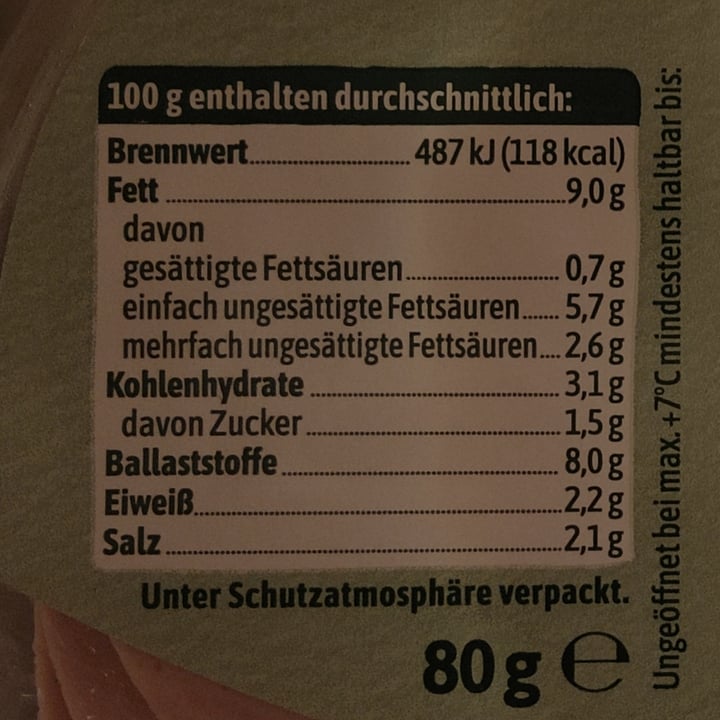 100 g enthalten durchschnittlich:
Brennwert..................... 487 kJ (118 kcal)
Fett ..................................................... 9,0 g
davon
gesättigte Fettsäuren.................... 0,7 g
einfach ungesättigte Fettsäuren...... 5,7 g
mehrfach ungesättigte Fettsäuren.... 2,6 g
Kohlenhydrate ................................. 3,1 g
davon Zucker .................................. 1,5 g
Ballaststoffe .................................... 8,0 g
Eiweiß................................................ 2,2 g
Salz ..................................................... 2,1 g
Unter Schutzatmosphäre verpackt.
80 g ℮
Ungeöffnet bei max. +7°C mindestens haltbar bis: